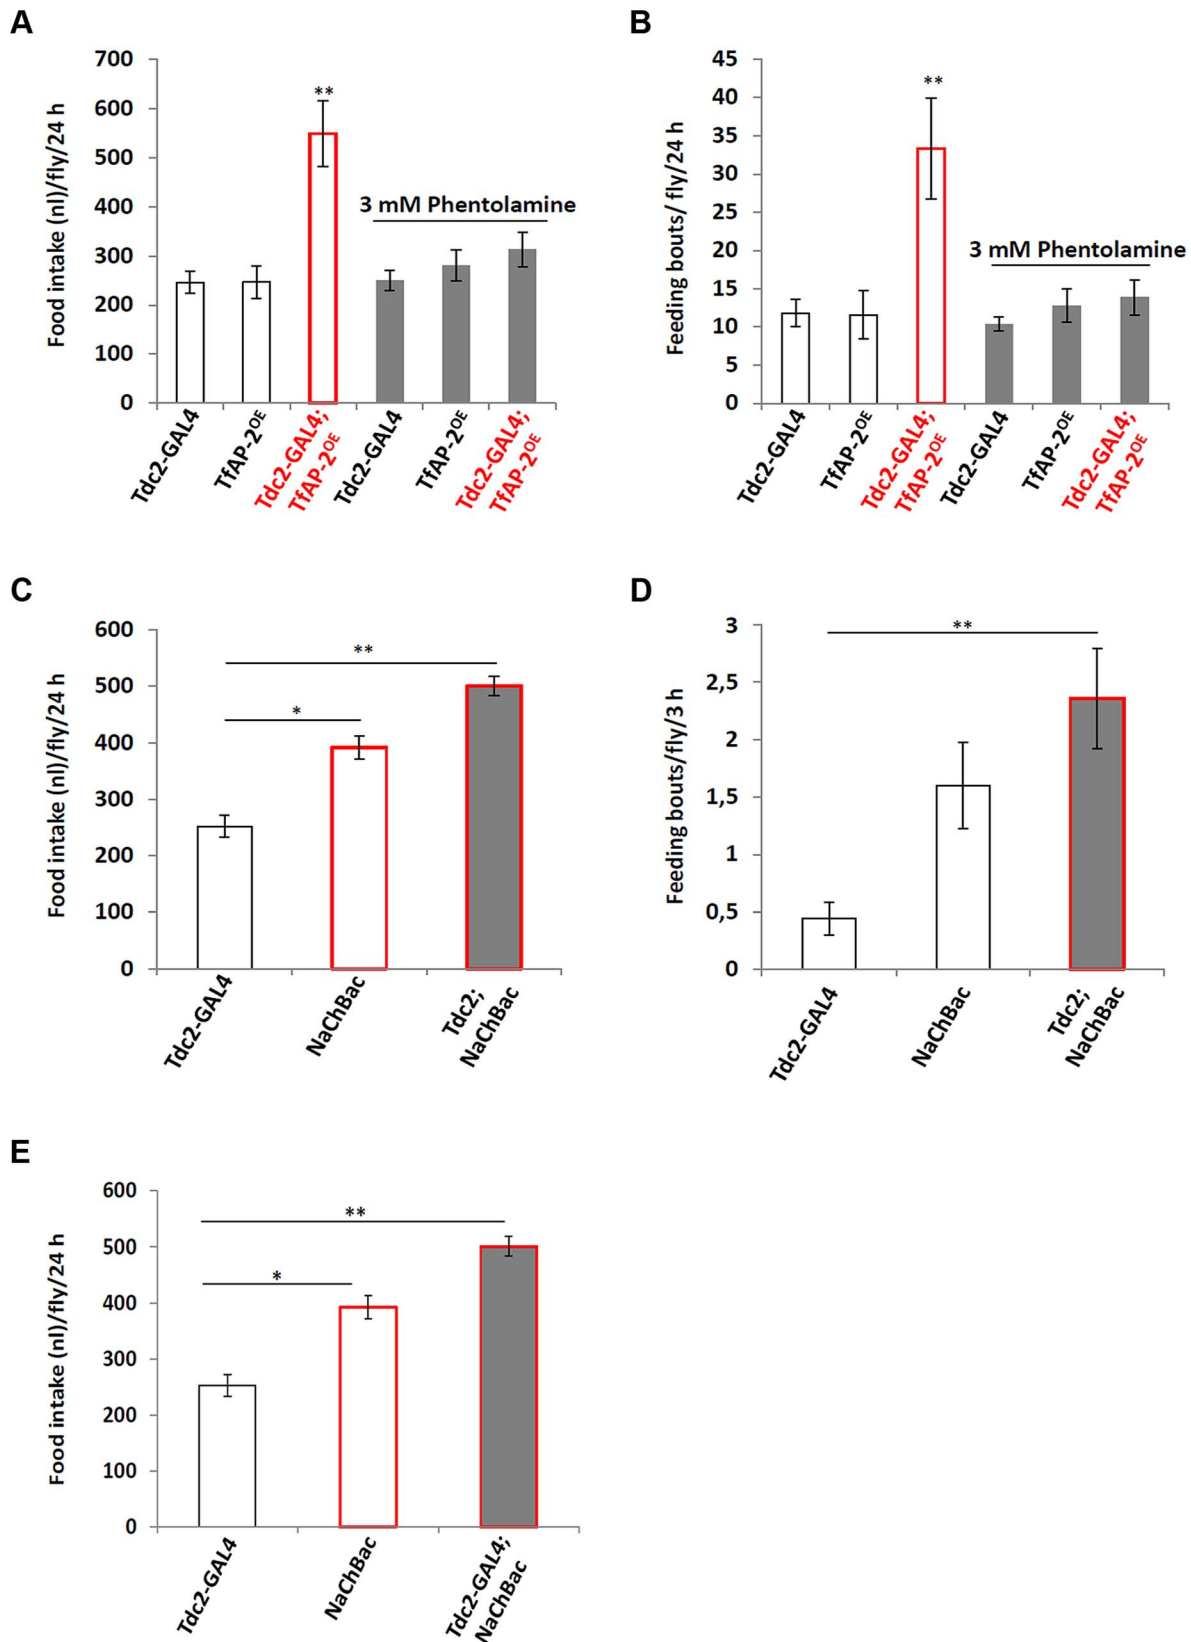 A
Food intake (nl)/fly/24 h
700
600
500
400
300
200
100
0
**
3 mM Phentolamine
Tdc2-GAL4
TfAP-2OE
Tdc2-GAL4;
TfAP-2OE
Tdc2-GAL4
TfAP-2OE
Tdc2-GAL4;
TfAP-2OE
B
Feeding bouts/ fly/24 h
45
40
35
30
25
20
15
10
5
0
**
3 mM Phentolamine
Tdc2-GAL4
TfAP-2OE
Tdc2-GAL4;
TfAP-2OE
Tdc2-GAL4
TfAP-2OE
Tdc2-GAL4;
TfAP-2OE
C
Food intake (nl)/fly/24 h
600
500
400
300
200
100
0
**
*
Tdc2-GAL4
NaChBac
Tdc2;
NaChBac
D
Feeding bouts/fly/3 h
3
2,5
2
1,5
1
0,5
0
**
Tdc2-GAL4
NaChBac
Tdc2;
NaChBac
E
Food intake (nl)/fly/24 h
600
500
400
300
200
100
0
**
*
Tdc2-GAL4
NaChBac
Tdc2-GAL4;
NaChBac